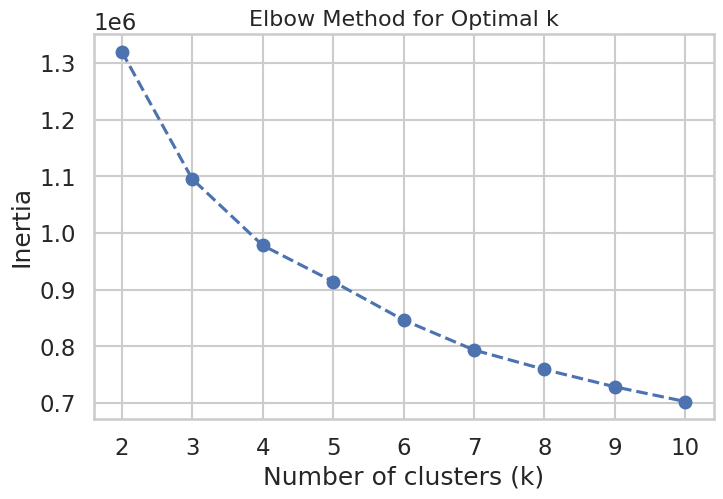 Elbow Method for Optimal k
1e6
1.3
1.2
1.1
1.0
0.9
0.8
0.7
Inertia
2 3 4 5 6 7 8 9 10
Number of clusters (k)